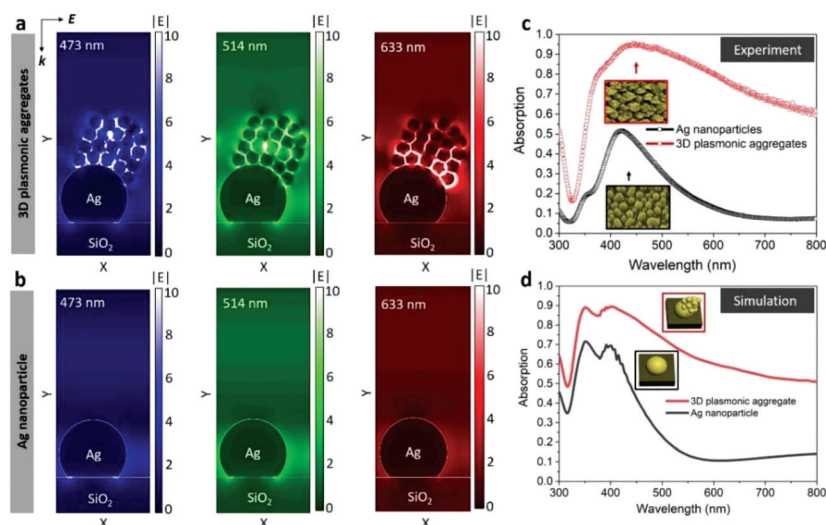 a
E
k
3D plasmonic aggregates
473 nm
514 nm
633 nm
|E|
|E|
|E|
10
8
6
4
2
0
10
8
6
4
2
0
10
8
6
4
2
0
Y
Y
Y
Ag
Ag
Ag
SiO₂
SiO₂
SiO₂
X
X
X
b
Ag nanoparticle
473 nm
514 nm
633 nm
|E|
|E|
|E|
10
8
6
4
2
0
10
8
6
4
2
0
10
8
6
4
2
0
Y
Y
Y
Ag
Ag
Ag
SiO₂
SiO₂
SiO₂
X
X
X
c
Experiment
Absorption
1.0
0.9
0.8
0.7
0.6
0.5
0.4
0.3
0.2
0.1
0.0
Ag nanoparticles
3D plasmonic aggregates
300 400 500 600 700 800
Wavelength (nm)
d
Simulation
Absorption
1.0
0.9
0.8
0.7
0.6
0.5
0.4
0.3
0.2
0.1
0.0
3D plasmonic aggregate
Ag nanoparticle
300 400 500 600 700 800
Wavelength (nm)